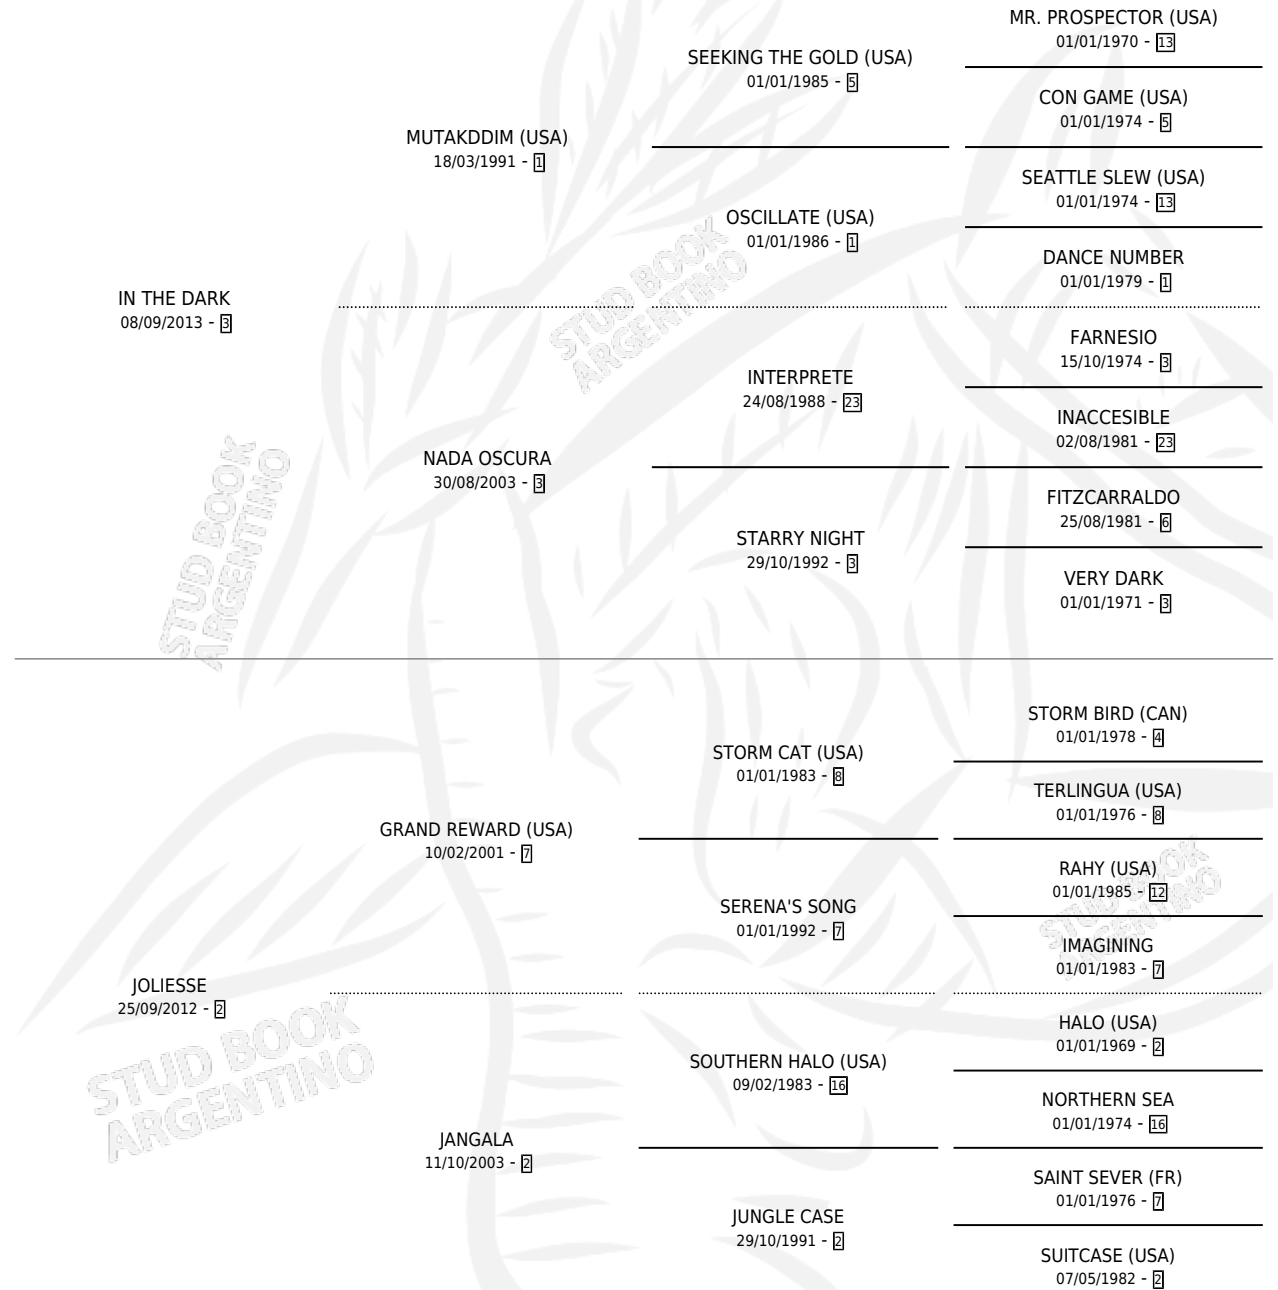 MR. PROSPECTOR (USA)
01/01/1970 - 13
SEEKING THE GOLD (USA)
01/01/1985 - 5
CON GAME (USA)
01/01/1974 - 5
MUTAKDDIM (USA)
18/03/1991 - 1
SEATTLE SLEW (USA)
01/01/1974 - 13
OSCILLATE (USA)
01/01/1986 - 1
DANCE NUMBER
01/01/1979 - 1
IN THE DARK
08/09/2013 - 3
FARNESIO
15/10/1974 - 3
INTERPRETE
24/08/1988 - 23
INACCESIBLE
02/08/1981 - 23
NADA OSCURA
30/08/2003 - 3
FITZCARRALDO
25/08/1981 - 6
STARRY NIGHT
29/10/1992 - 3
VERY DARK
01/01/1971 - 3
STORM BIRD (CAN)
01/01/1978 - 4
STORM CAT (USA)
01/01/1983 - 8
TERLINGUA (USA)
01/01/1976 - 8
GRAND REWARD (USA)
10/02/2001 - 7
RAHY (USA)
01/01/1985 - 12
SERENA'S SONG
01/01/1992 - 7
IMAGINING
01/01/1983 - 7
JOLIESSE
25/09/2012 - 2
HALO (USA)
01/01/1969 - 2
SOUTHERN HALO (USA)
09/02/1983 - 16
NORTHERN SEA
01/01/1974 - 16
JANGALA
11/10/2003 - 2
SAINT SEVER (FR)
01/01/1976 - 7
JUNGLE CASE
29/10/1991 - 2
SUITCASE (USA)
07/05/1982 - 2
STUD BOOK
ARGENTINO
STUD BOOK
ARGENTINO
STUD BOOK
ARGENTINO
STUD BOOK
ARGENTINO